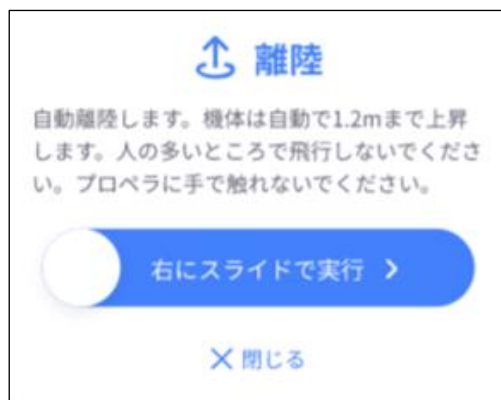 離陸
自動離陸します。機体は自動で1.2mまで上昇
します。人の多いところで飛行しないでくださ
い。プロペラに手で触れないでください。
右にスライドで実行
閉じる